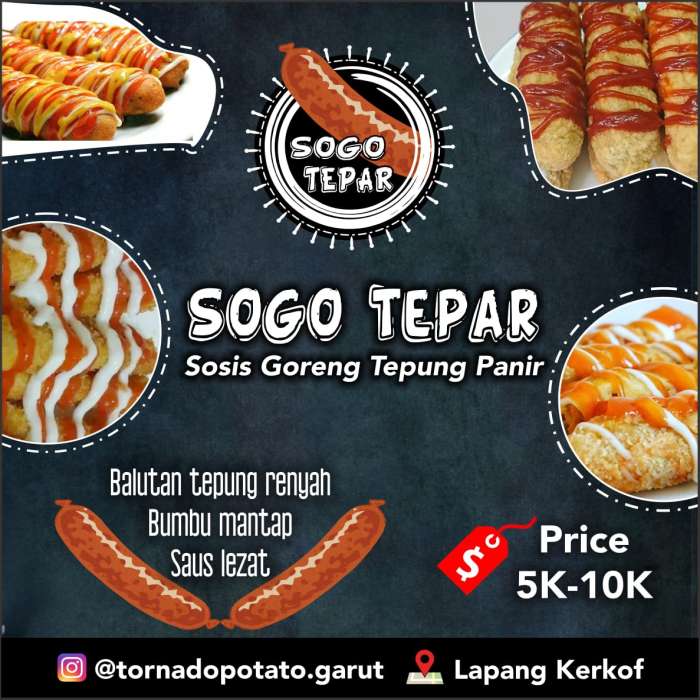 SOGO
TEPAR
SOGO TEPAR
Sosis Goreng Tepung Panir
Balutan tepung renyah
Bumbu mantap
Saus lezat
Price
5K-10K
@tornadopotato.garut
Lapang Kerkof